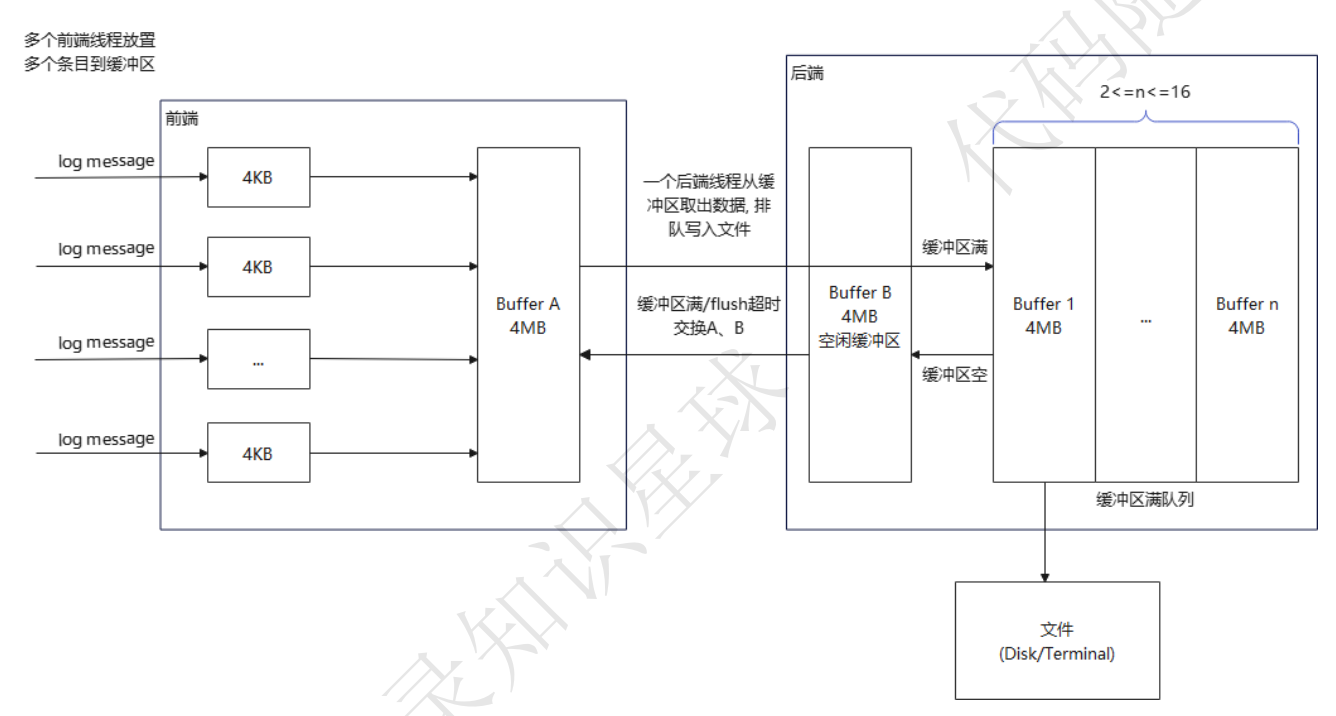 多个前端线程放置
多个条目到缓冲区
前端
log message
4KB
log message
4KB
log message
...
log message
4KB
Buffer A
4MB
一个后端线程从缓
冲区取出数据, 排
队写入文件
缓冲区满/flush超时
交换A、B
后端
2<=n<=16
Buffer B
4MB
空闲缓冲区
缓冲区满
缓冲区空
Buffer 1
4MB
...
Buffer n
4MB
缓冲区满队列
文件
(Disk/Terminal)
代码随
录知识星球